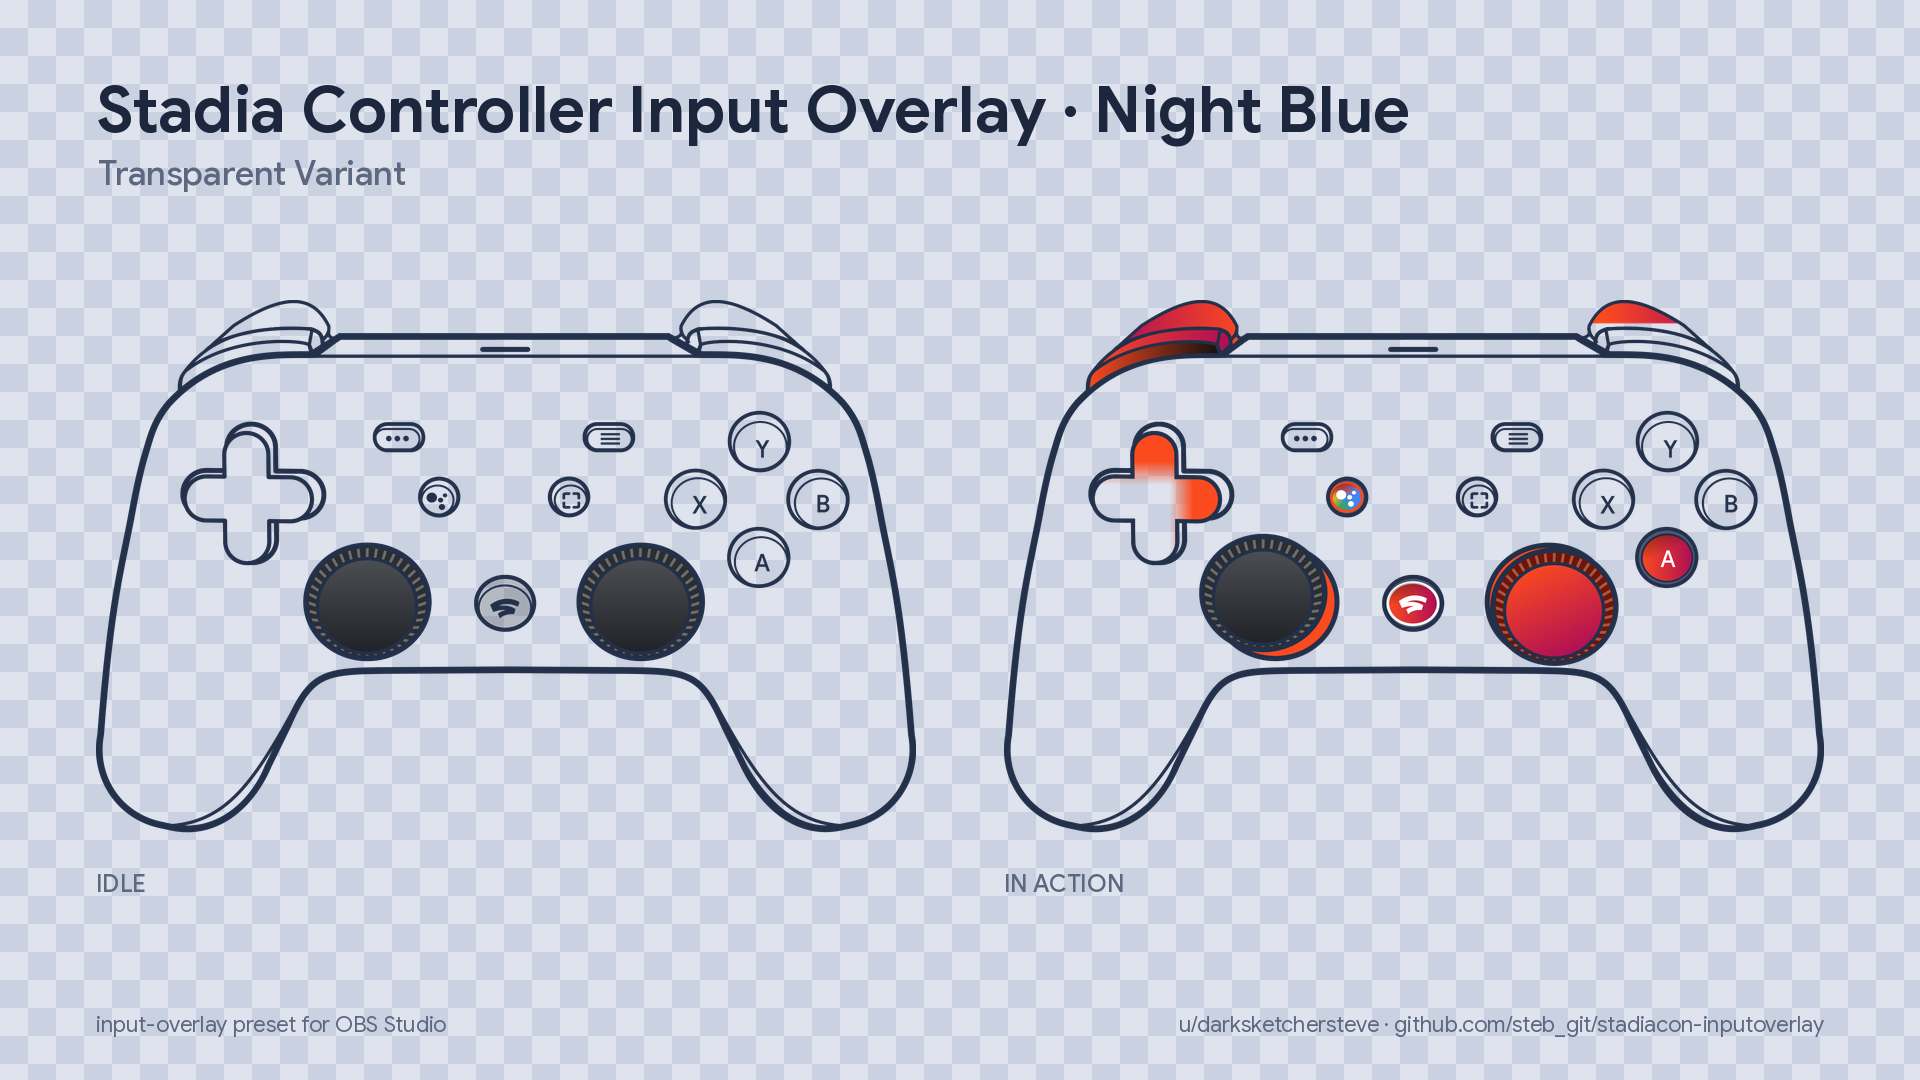 Stadia Controller Input Overlay · Night Blue
Transparent Variant
Y
X
B
A
Y
X
B
A
IDLE
IN ACTION
input-overlay preset for OBS Studio
u/darksketchersteve · github.com/steb_git/stadiacon-inputoverlay